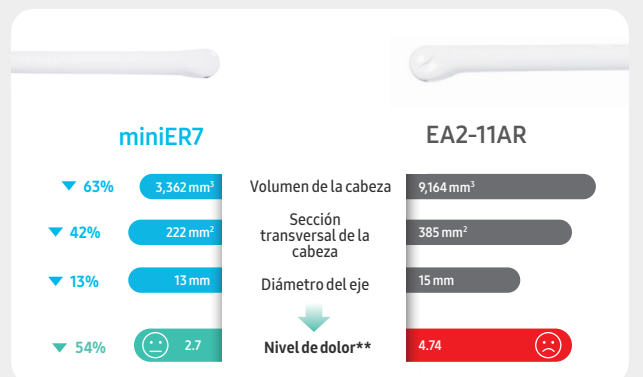 miniER7
EA2-11AR
▼ 63%
3,362 mm³
Volumen de la cabeza
9,164 mm³
▼ 42%
222 mm²
Sección
transversal de la
cabeza
385 mm²
▼ 13%
13 mm
Diámetro del eje
15 mm
▼ 54%
2.7
Nivel de dolor**
4.74